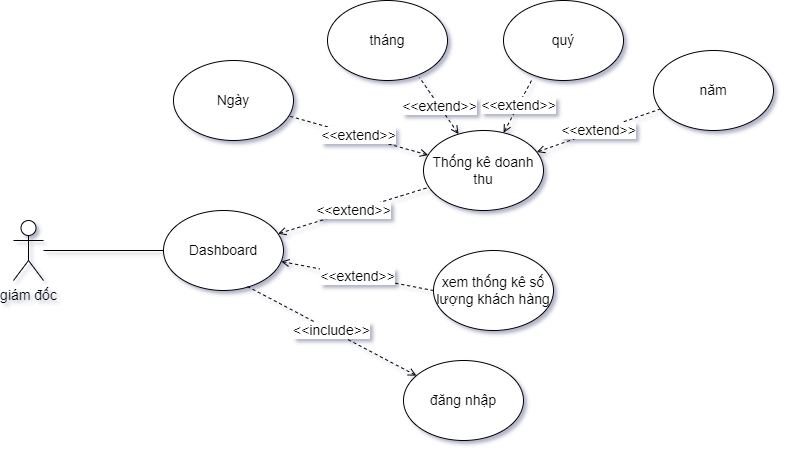 tháng
quý
Ngày
năm
<<extend>>
<<extend>>
<<extend>>
<<extend>>
Thống kê doanh
thu
<<extend>>
Dashboard
giám đốc
<<extend>>
xem thống kê số
lượng khách hàng
<<include>>
đăng nhập